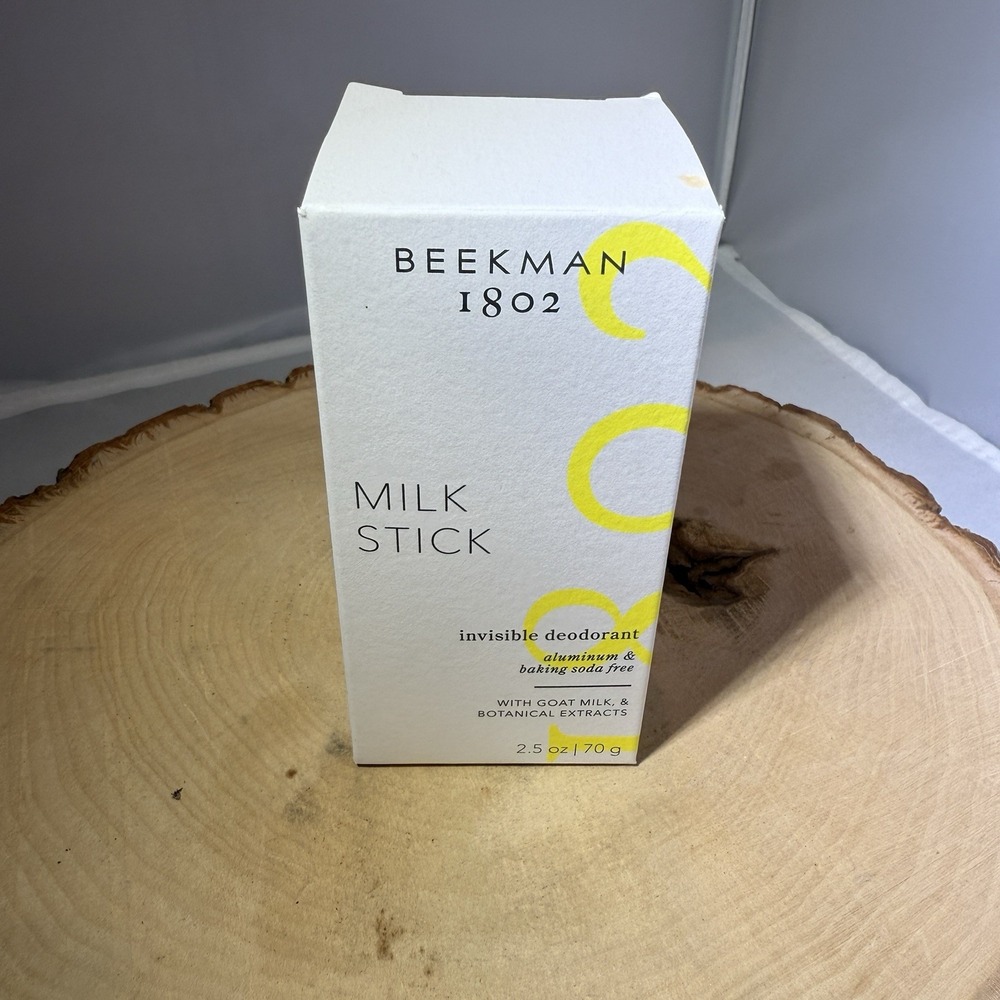 BEEKMAN
1802
MILK
STICK
invisible deodorant
aluminum &
baking soda free
WITH GOAT MILK, &
BOTANICAL EXTRACTS
2.5 oz | 70 g
1802